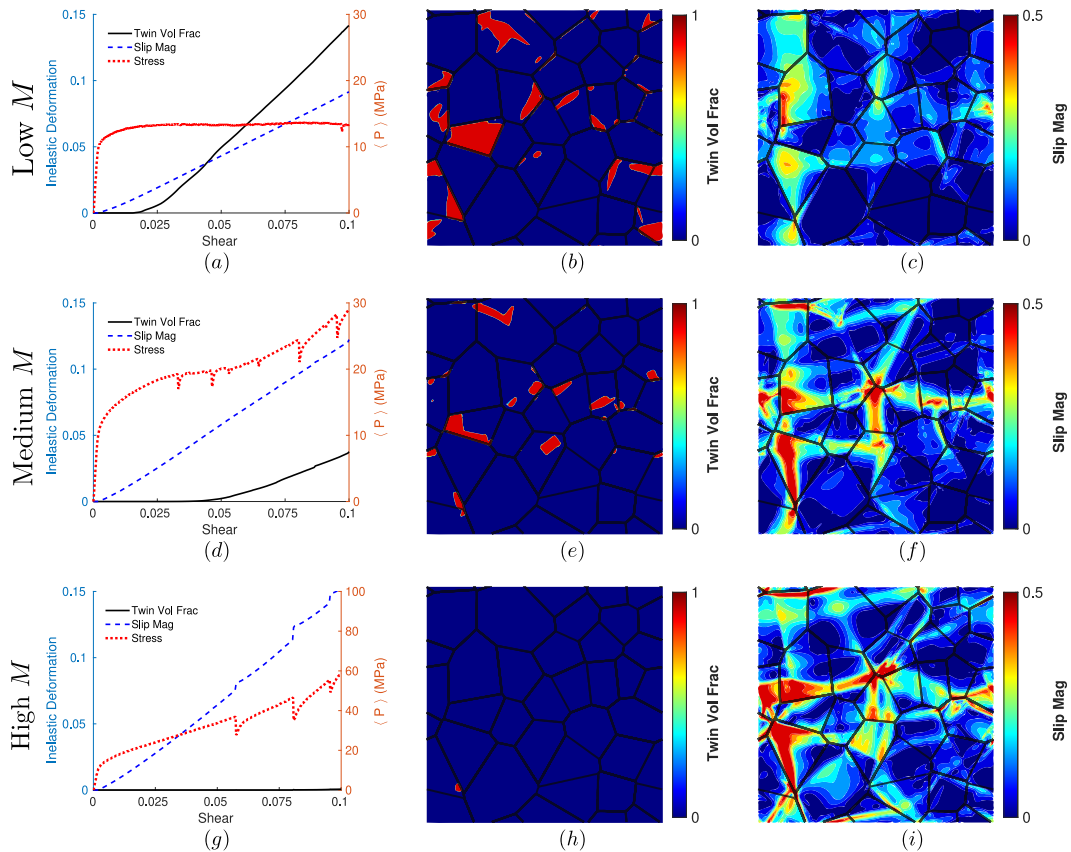 Low M
Twin Vol Frac
Slip Mag
Stress
Inelastic Deformation
0.15
0.1
0.05
0
30
20
10
0
⟨ P ⟩ (MPa)
0 0.025 0.05 0.075 0.1
Shear
(a)
1
0
Twin Vol Frac
(b)
0.5
0
Slip Mag
(c)
Medium M
Twin Vol Frac
Slip Mag
Stress
Inelastic Deformation
0.15
0.1
0.05
0
30
20
10
0
⟨ P ⟩ (MPa)
0 0.025 0.05 0.075 0.1
Shear
(d)
1
0
Twin Vol Frac
(e)
0.5
0
Slip Mag
(f)
High M
Twin Vol Frac
Slip Mag
Stress
Inelastic Deformation
0.15
0.1
0.05
0
100
80
60
40
20
0
⟨ P ⟩ (MPa)
0 0.025 0.05 0.075 0.1
Shear
(g)
1
0
Twin Vol Frac
(h)
0.5
0
Slip Mag
(i)